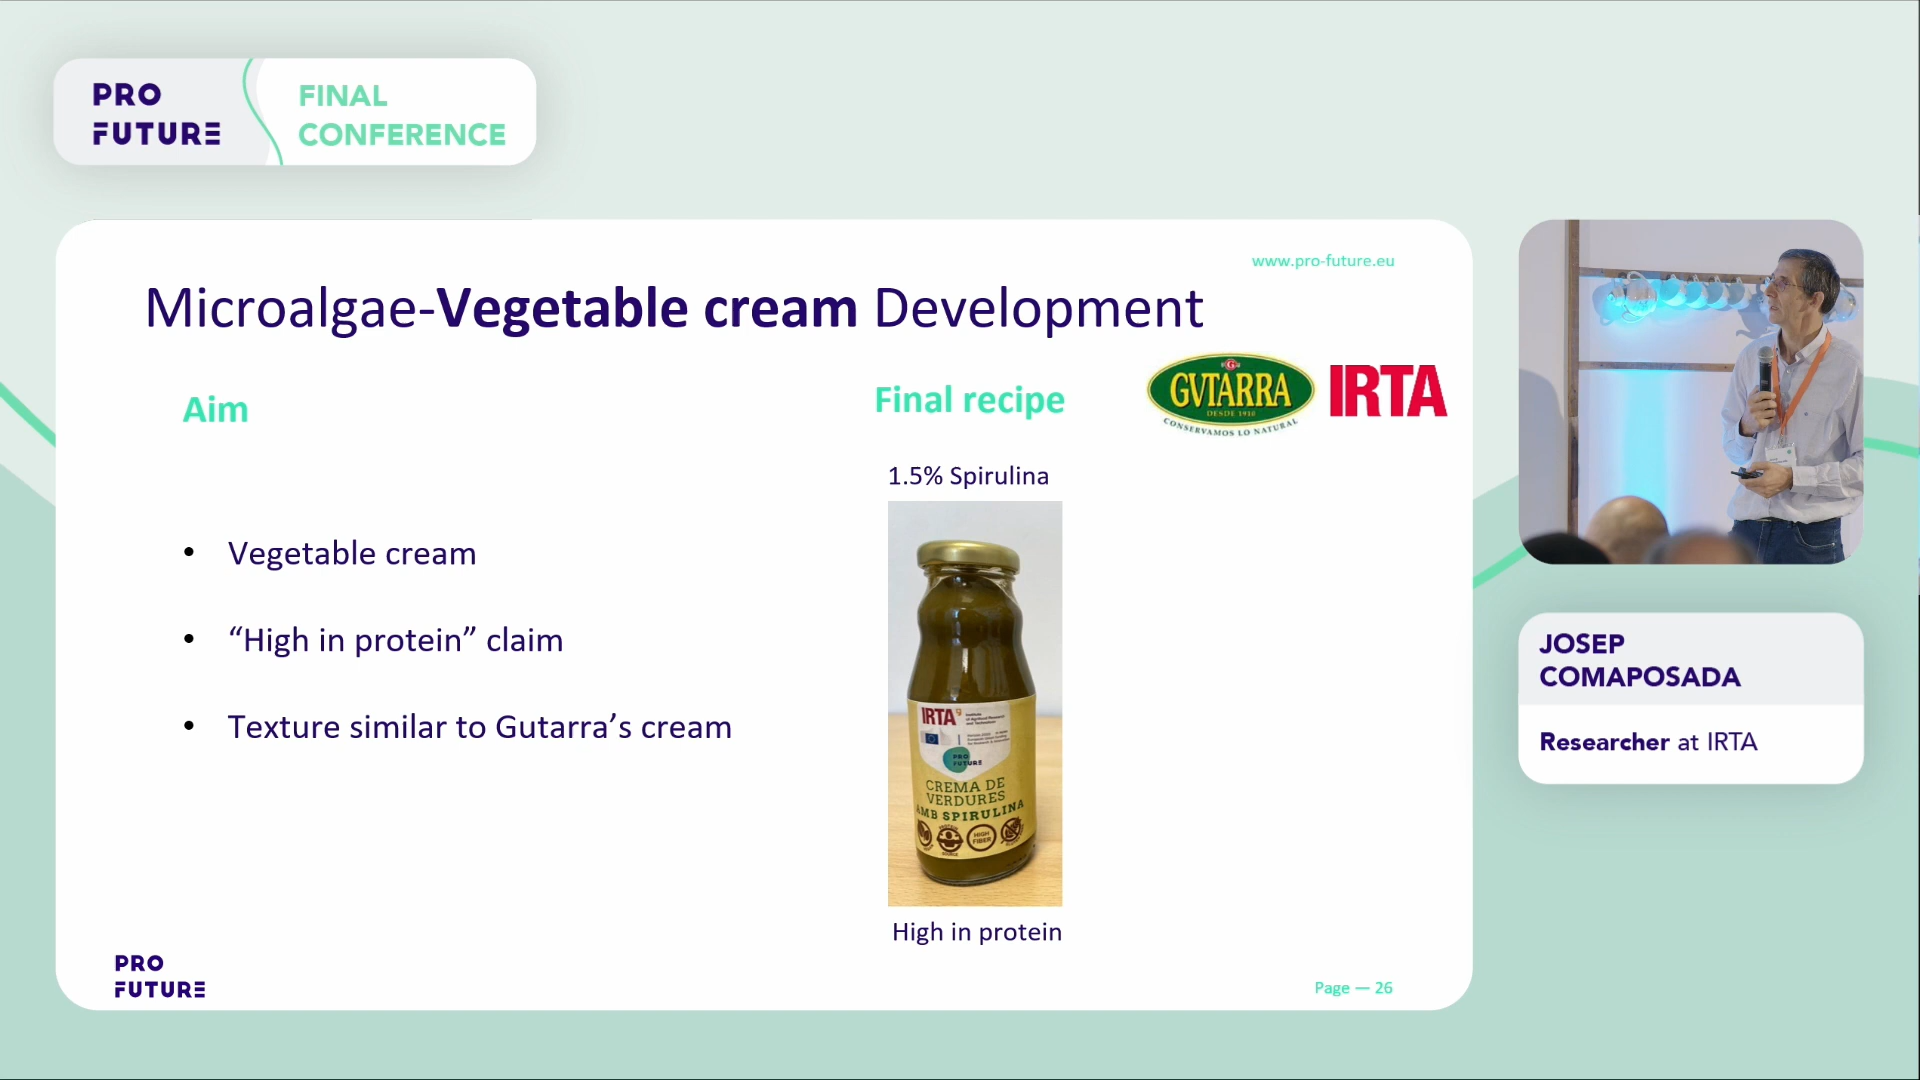 PRO
FUTURE
FINAL
CONFERENCE
www.pro-future.eu
Microalgae-Vegetable cream Development
Aim
Vegetable cream
“High in protein” claim
Texture similar to Gutarra’s cream
Final recipe
GVTARRA
DESDE 1910
CONSERVAMOS LO NATURAL
IRTA
1.5% Spirulina
IRTA
PRO
FUTURE
CREMA DE
VERDURES
AMB SPIRULINA
HIGH
FIBER
High in protein
PRO
FUTURE
Page — 26
JOSEP
COMAPOSADA
Researcher at IRTA